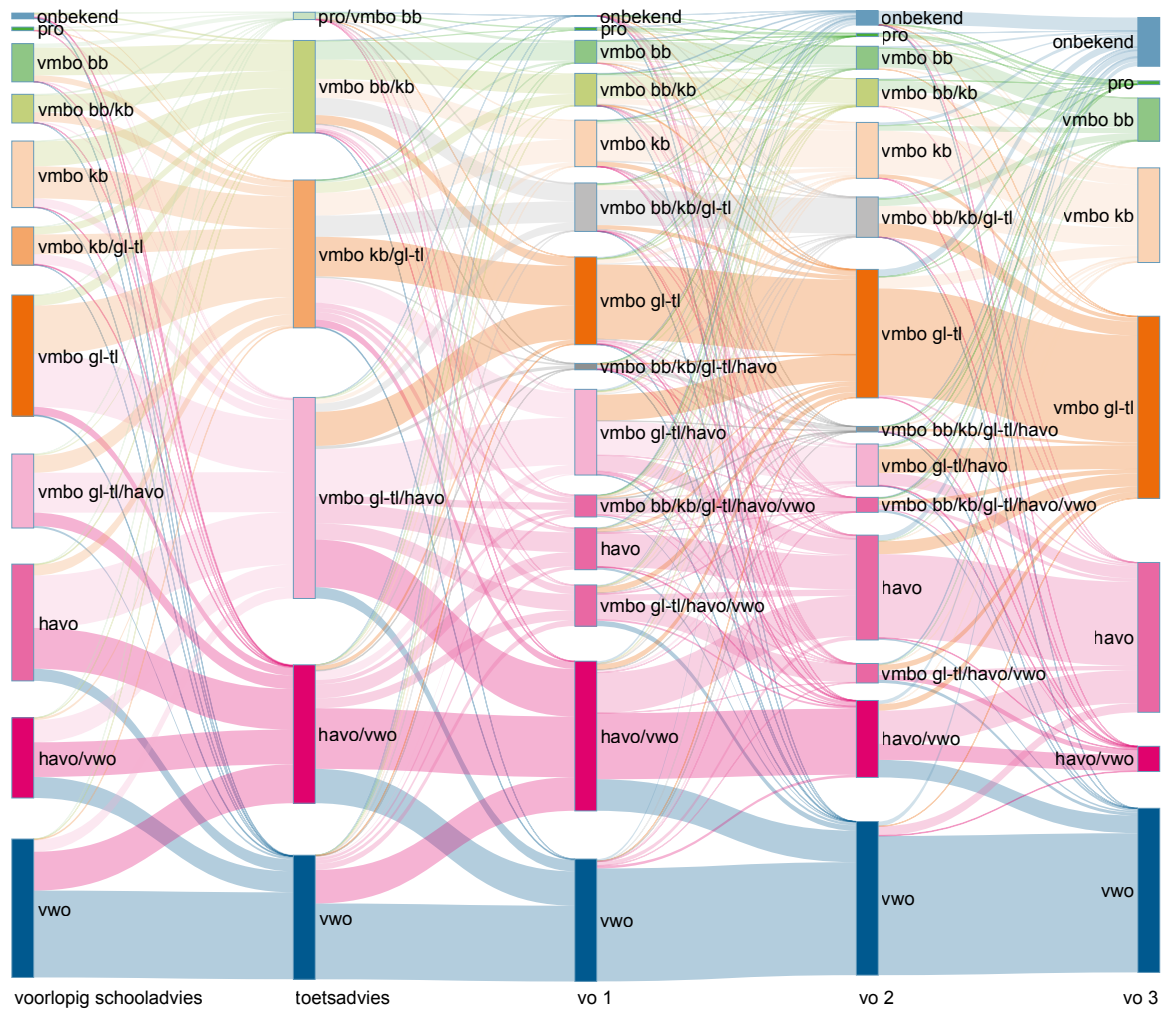 onbekend
pro
vmbo bb
vmbo bb/kb
vmbo kb
vmbo kb/gl-tl
vmbo gl-tl
vmbo gl-tl/havo
havo
havo/vwo
vwo
voorlopig schooladvies
pro/vmbo bb
vmbo bb/kb
vmbo kb/gl-tl
vmbo gl-tl/havo
havo/vwo
vwo
toetsadvies
onbekend
pro
vmbo bb
vmbo bb/kb
vmbo kb
vmbo bb/kb/gl-tl
vmbo gl-tl
vmbo bb/kb/gl-tl/havo
vmbo gl-tl/havo
vmbo bb/kb/gl-tl/havo/vwo
havo
vmbo gl-tl/havo/vwo
havo/vwo
vwo
vo 1
onbekend
pro
vmbo bb
vmbo bb/kb
vmbo kb
vmbo bb/kb/gl-tl
vmbo gl-tl
vmbo bb/kb/gl-tl/havo
vmbo gl-tl/havo
vmbo bb/kb/gl-tl/havo/vwo
havo
vmbo gl-tl/havo/vwo
havo/vwo
vwo
vo 2
onbekend
pro
vmbo bb
vmbo kb
vmbo gl-tl
havo
havo/vwo
vwo
vo 3